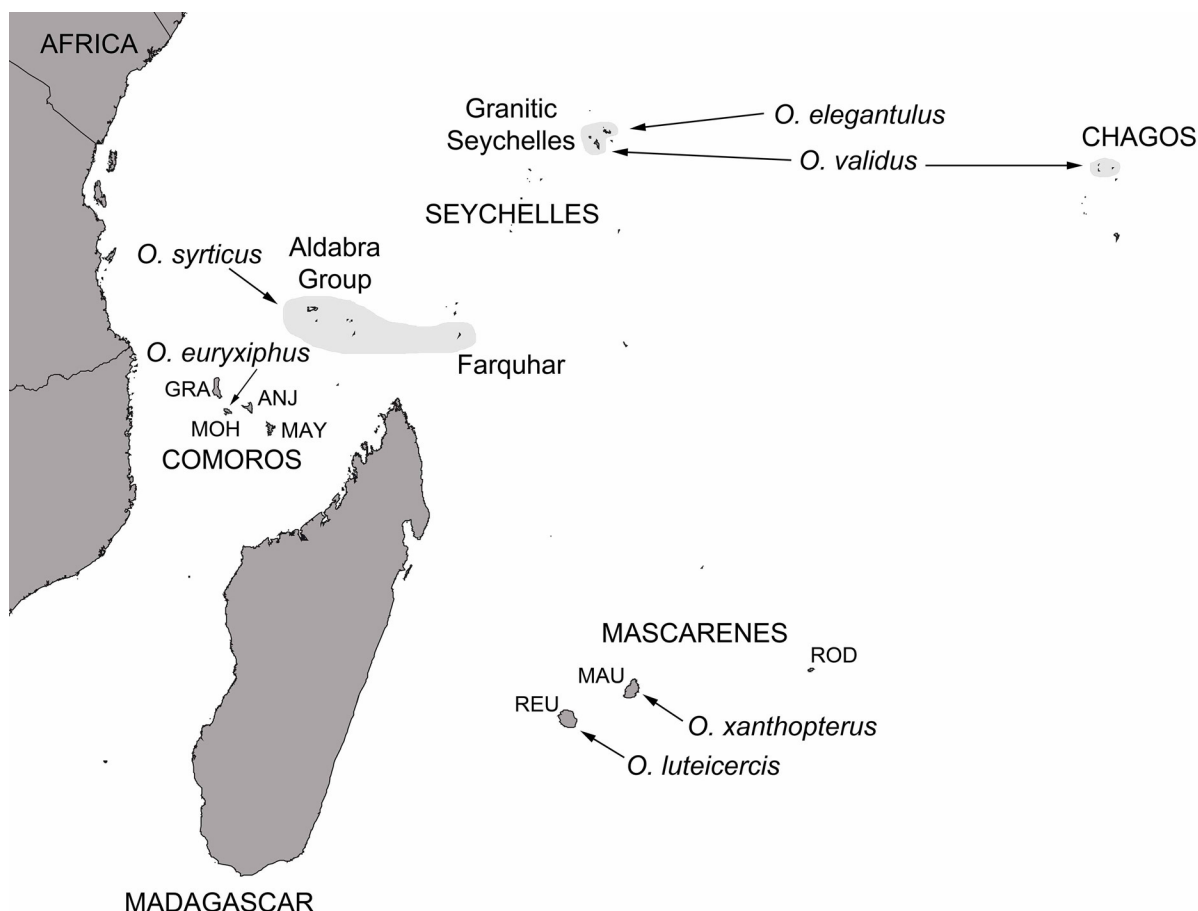 AFRICA
Granitic
Seychelles
O. elegantulus
CHAGOS
O. validus
SEYCHELLES
O. syrticus
Aldabra
Group
O. euryxiphus
Farquhar
GRA
ANJ
MOH
MAY
COMOROS
MASCARENES
ROD
MAU
REU
O. xanthopterus
O. luteicercis
MADAGASCAR